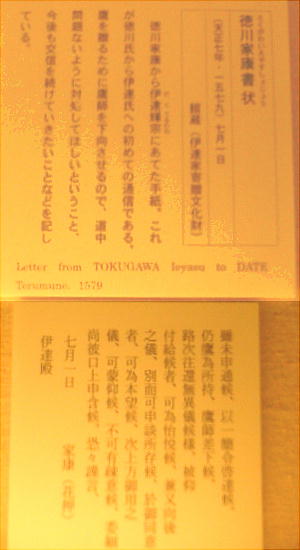 とくがわいえやすしょじょう
徳川家康書状
(天正七年・一五七九)七月一日
館蔵(伊達家寄贈文化財)
徳川家康から伊達輝宗にあてた手紙。これ
が徳川氏から伊達氏への初めての通信である。
鷹を贈るために鷹師を下向させるので、道中
問題ないように対処してほしいということ、
今後も交信を続けていきたいことなどを記し
ている。
Letter from TOKUGAWA Ieyasu to DATE
Terumune. 1579
雖未申通候、以一簡令啓達候、
仍鷹為所持、鷹師差下候、
路次往還無異儀候様、被仰
付給候者、可為怡悦候、兼又向後
之儀、別而可申談所存候、於御同意
者、可為本望候、次上方御用之
儀、可蒙仰候、不可有疎意候、委細
尚彼口上申含候、恐々謹言、
七月一日 家康(花押)
伊達殿